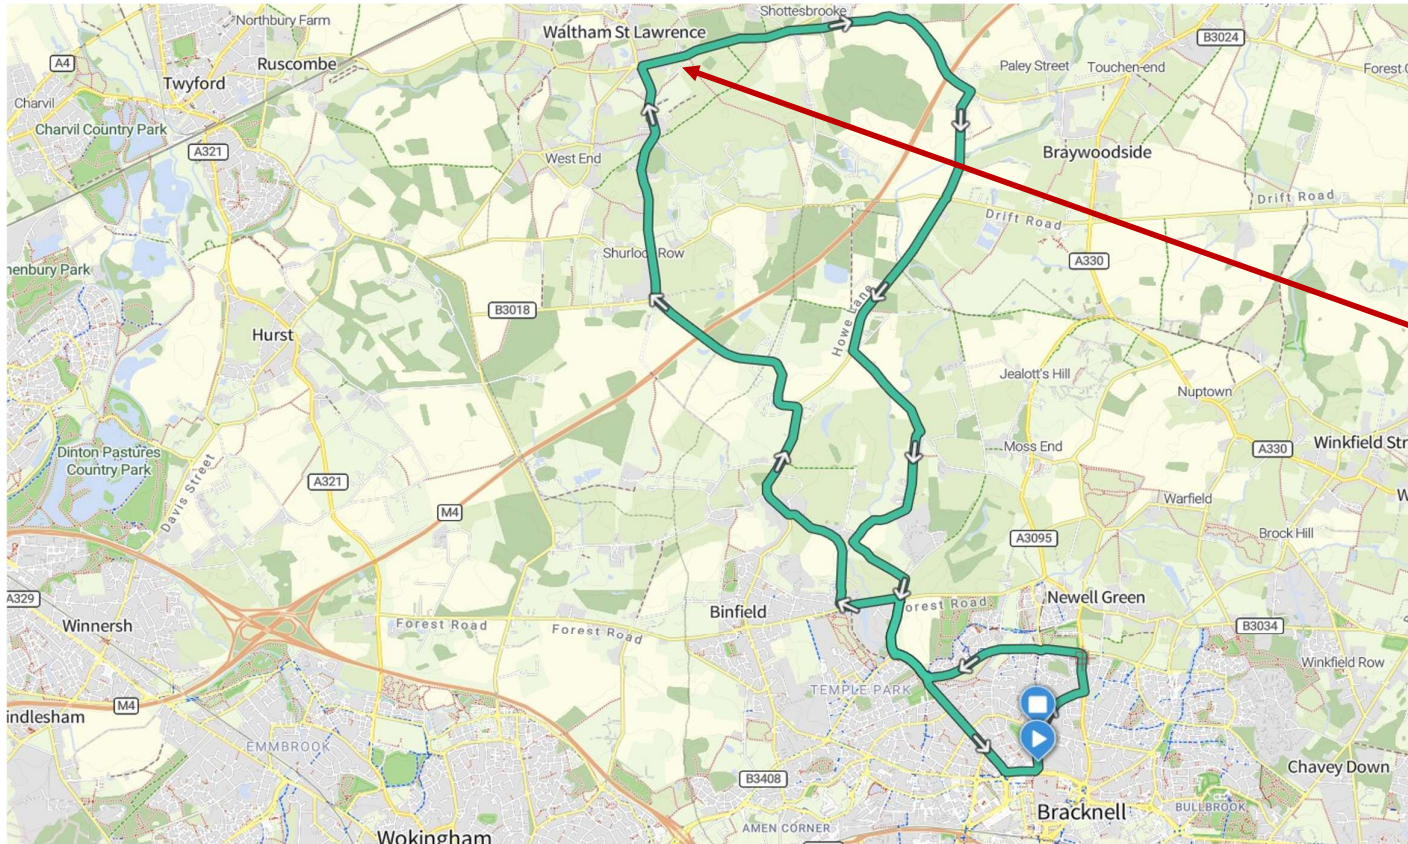 Shottesbrooke
Northbury Farm
Waltham St Lawrence
B3024
A4
Ruscombe
Paley Street
Touchen-end
Forest
Twyford
Charvil
Charvil Country Park
A321
West End
Braywoodside
Drift Road
Drift Road
Shurlock Row
A330
henbury Park
B3018
Howe Lane
Hurst
Jealott's Hill
Nuptown
Dinton Pastures
Country Park
Davis Street
Moss End
A330
Winkfield Str
A321
Warfield
M4
W
Brock Hill
A3095
A329
Binfield
Forest Road
Newell Green
Winnersh
Forest Road
Forest Road
B3034
Winkfield Row
TEMPLE PARK
M4
indlesham
EMMBROOK
Chavey Down
B3408
BULLBROOK
Bracknell
AMEN CORNER
Wokingham